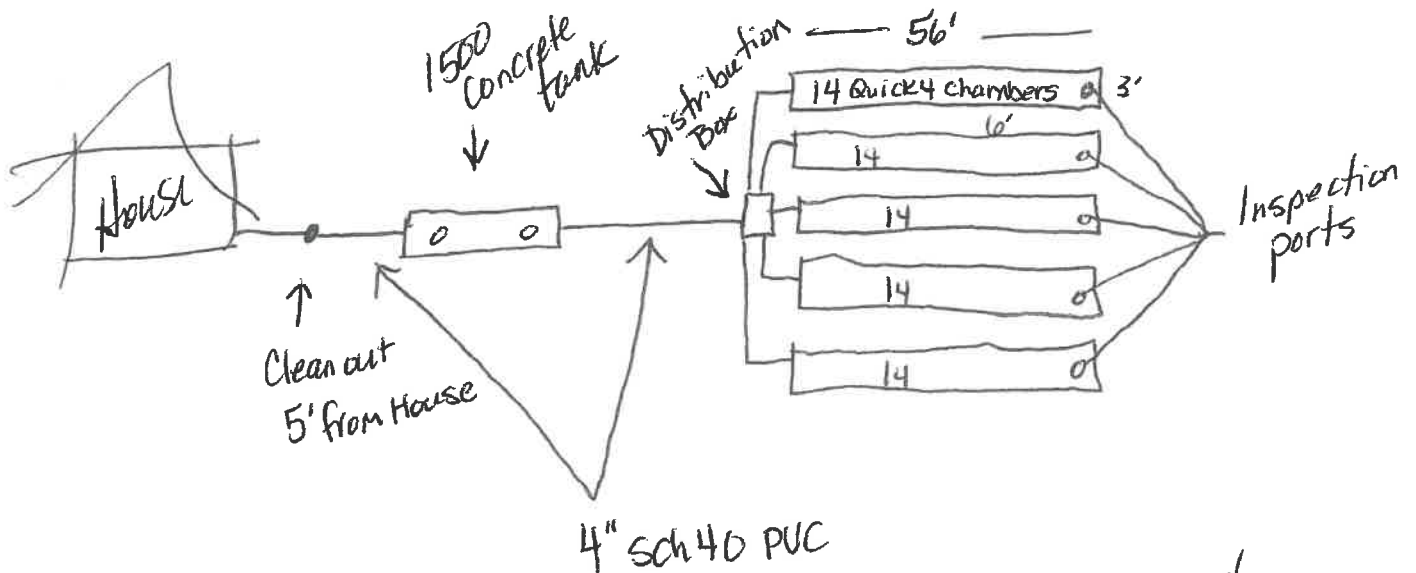 1500
Concrete
tank
Distribution
Box
56'
14 Quick4 Chambers
3'
6'
14
14
14
14
House
Inspection
ports
Clean out
5' from House
4" Sch 40 PVC